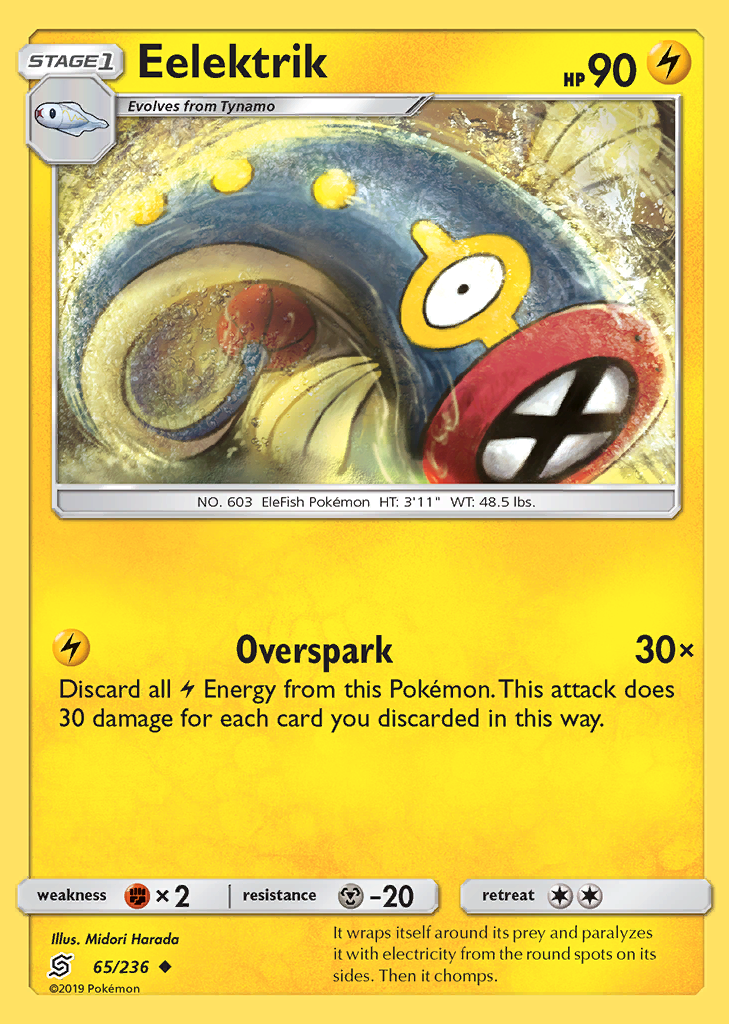 STAGE1
Eelektrik
HP 90
Evolves from Tynamo
NO. 603 EleFish Pokémon HT: 3'11" WT: 48.5 lbs.
Overspark 30×
Discard all Energy from this Pokémon. This attack does
30 damage for each card you discarded in this way.
weakness × 2 resistance –20 retreat
Illus. Midori Harada
65/236
©2019 Pokémon
It wraps itself around its prey and paralyzes
it with electricity from the round spots on its
sides. Then it chomps.